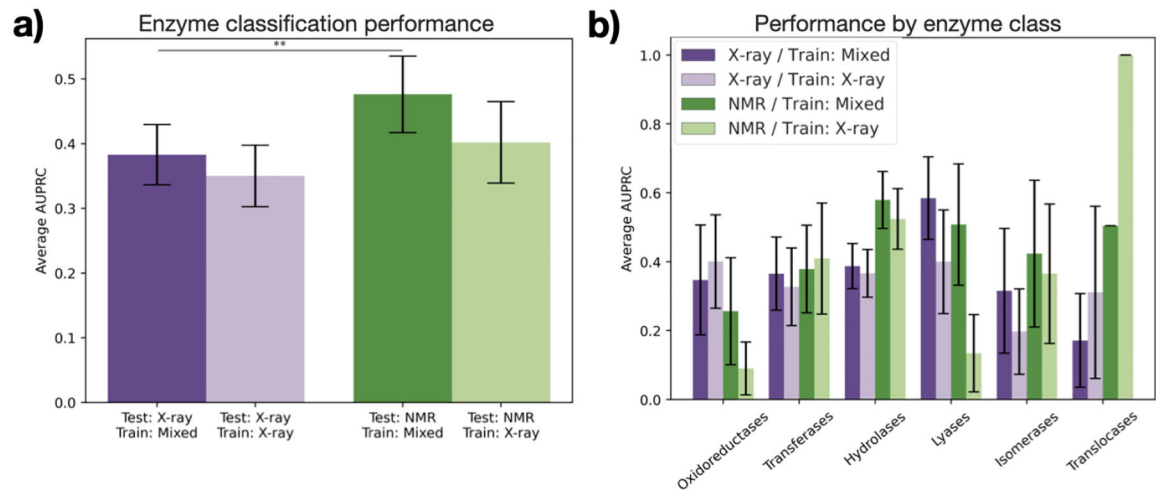 a)
Enzyme classification performance
**
Average AUPRC
0.5
0.4
0.3
0.2
0.1
0.0
Test: X-ray
Train: Mixed
Test: X-ray
Train: X-ray
Test: NMR
Train: Mixed
Test: NMR
Train: X-ray
b)
Performance by enzyme class
X-ray / Train: Mixed
X-ray / Train: X-ray
NMR / Train: Mixed
NMR / Train: X-ray
Average AUPRC
1.0
0.8
0.6
0.4
0.2
0.0
Oxidoreductases
Transferases
Hydrolases
Lyases
Isomerases
Translocases